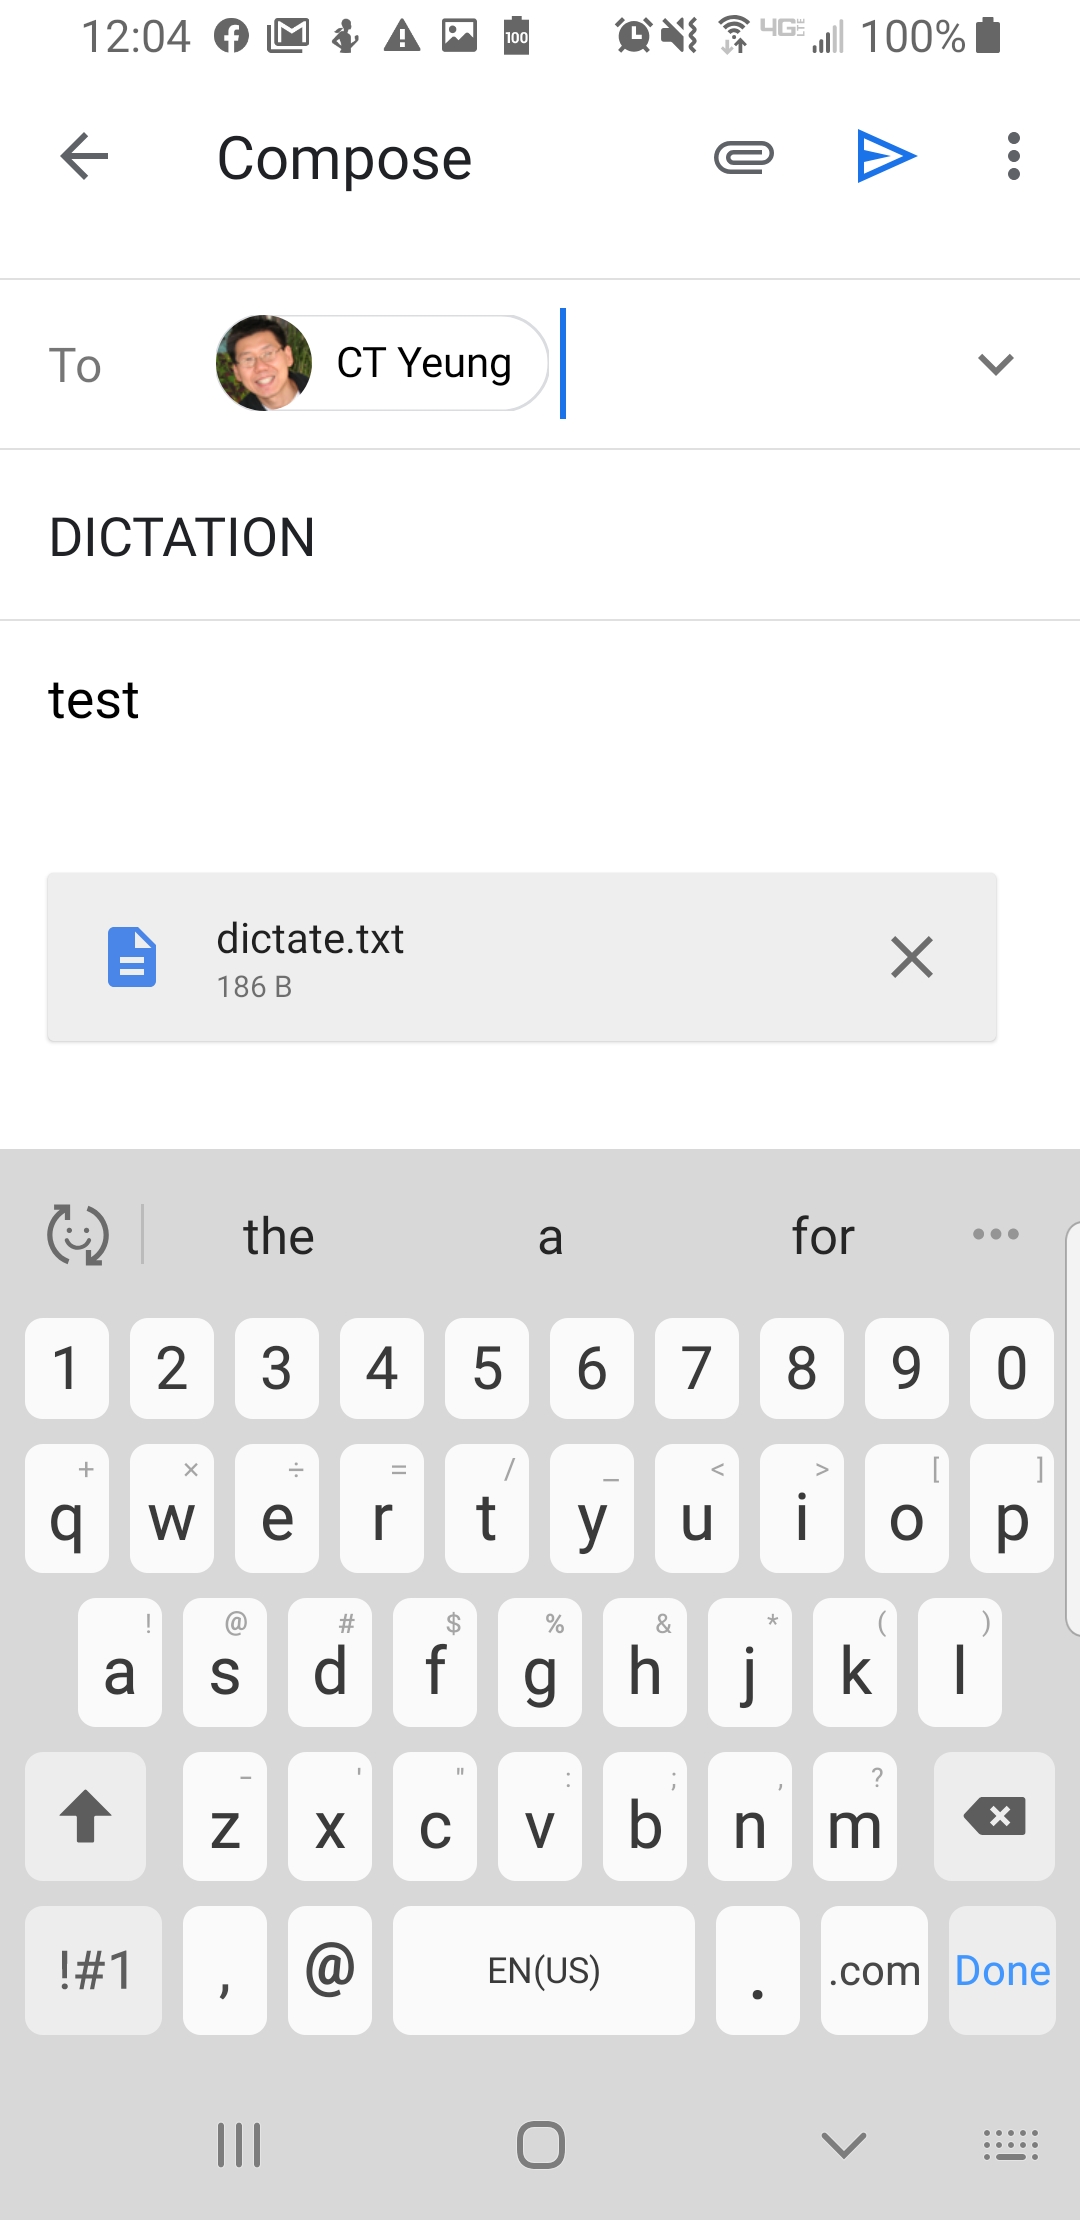 12:04 100 4G LTE 100%
Compose
To CT Yeung
DICTATION
test
dictate.txt
186 B
the a for
1 2 3 4 5 6 7 8 9 0
+ × ÷ = / _ < > [ ]
q w e r t y u i o p
! @ # $ % & * ( )
a s d f g h j k l
- ' " : ; , ?
z x c v b n m
!#1 , @ EN(US) . .com Done